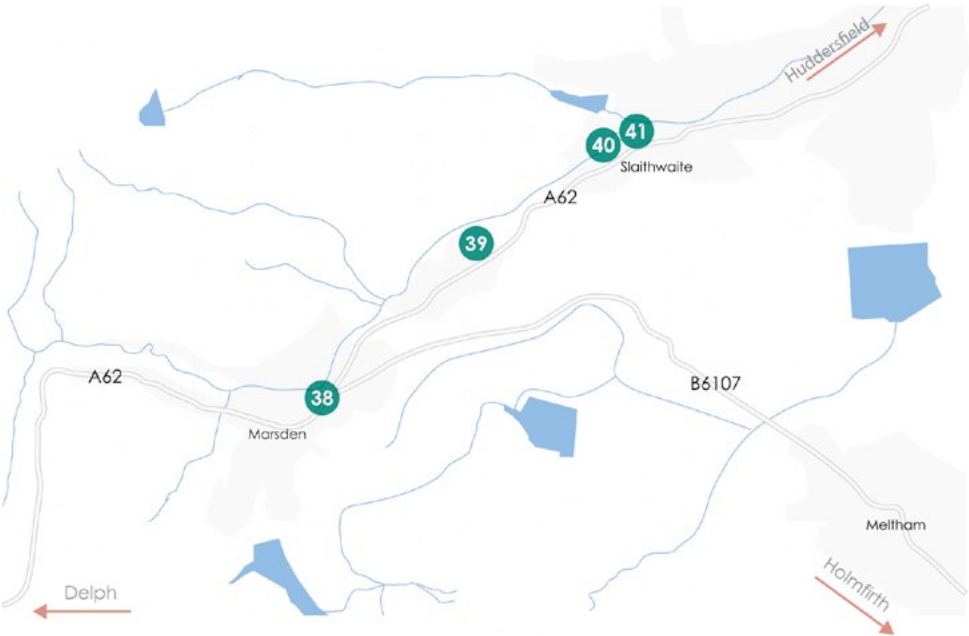 Huddersfield
41
40
Slaithwaite
A62
39
A62
B6107
38
Marsden
Meltham
Holmfirth
Delph